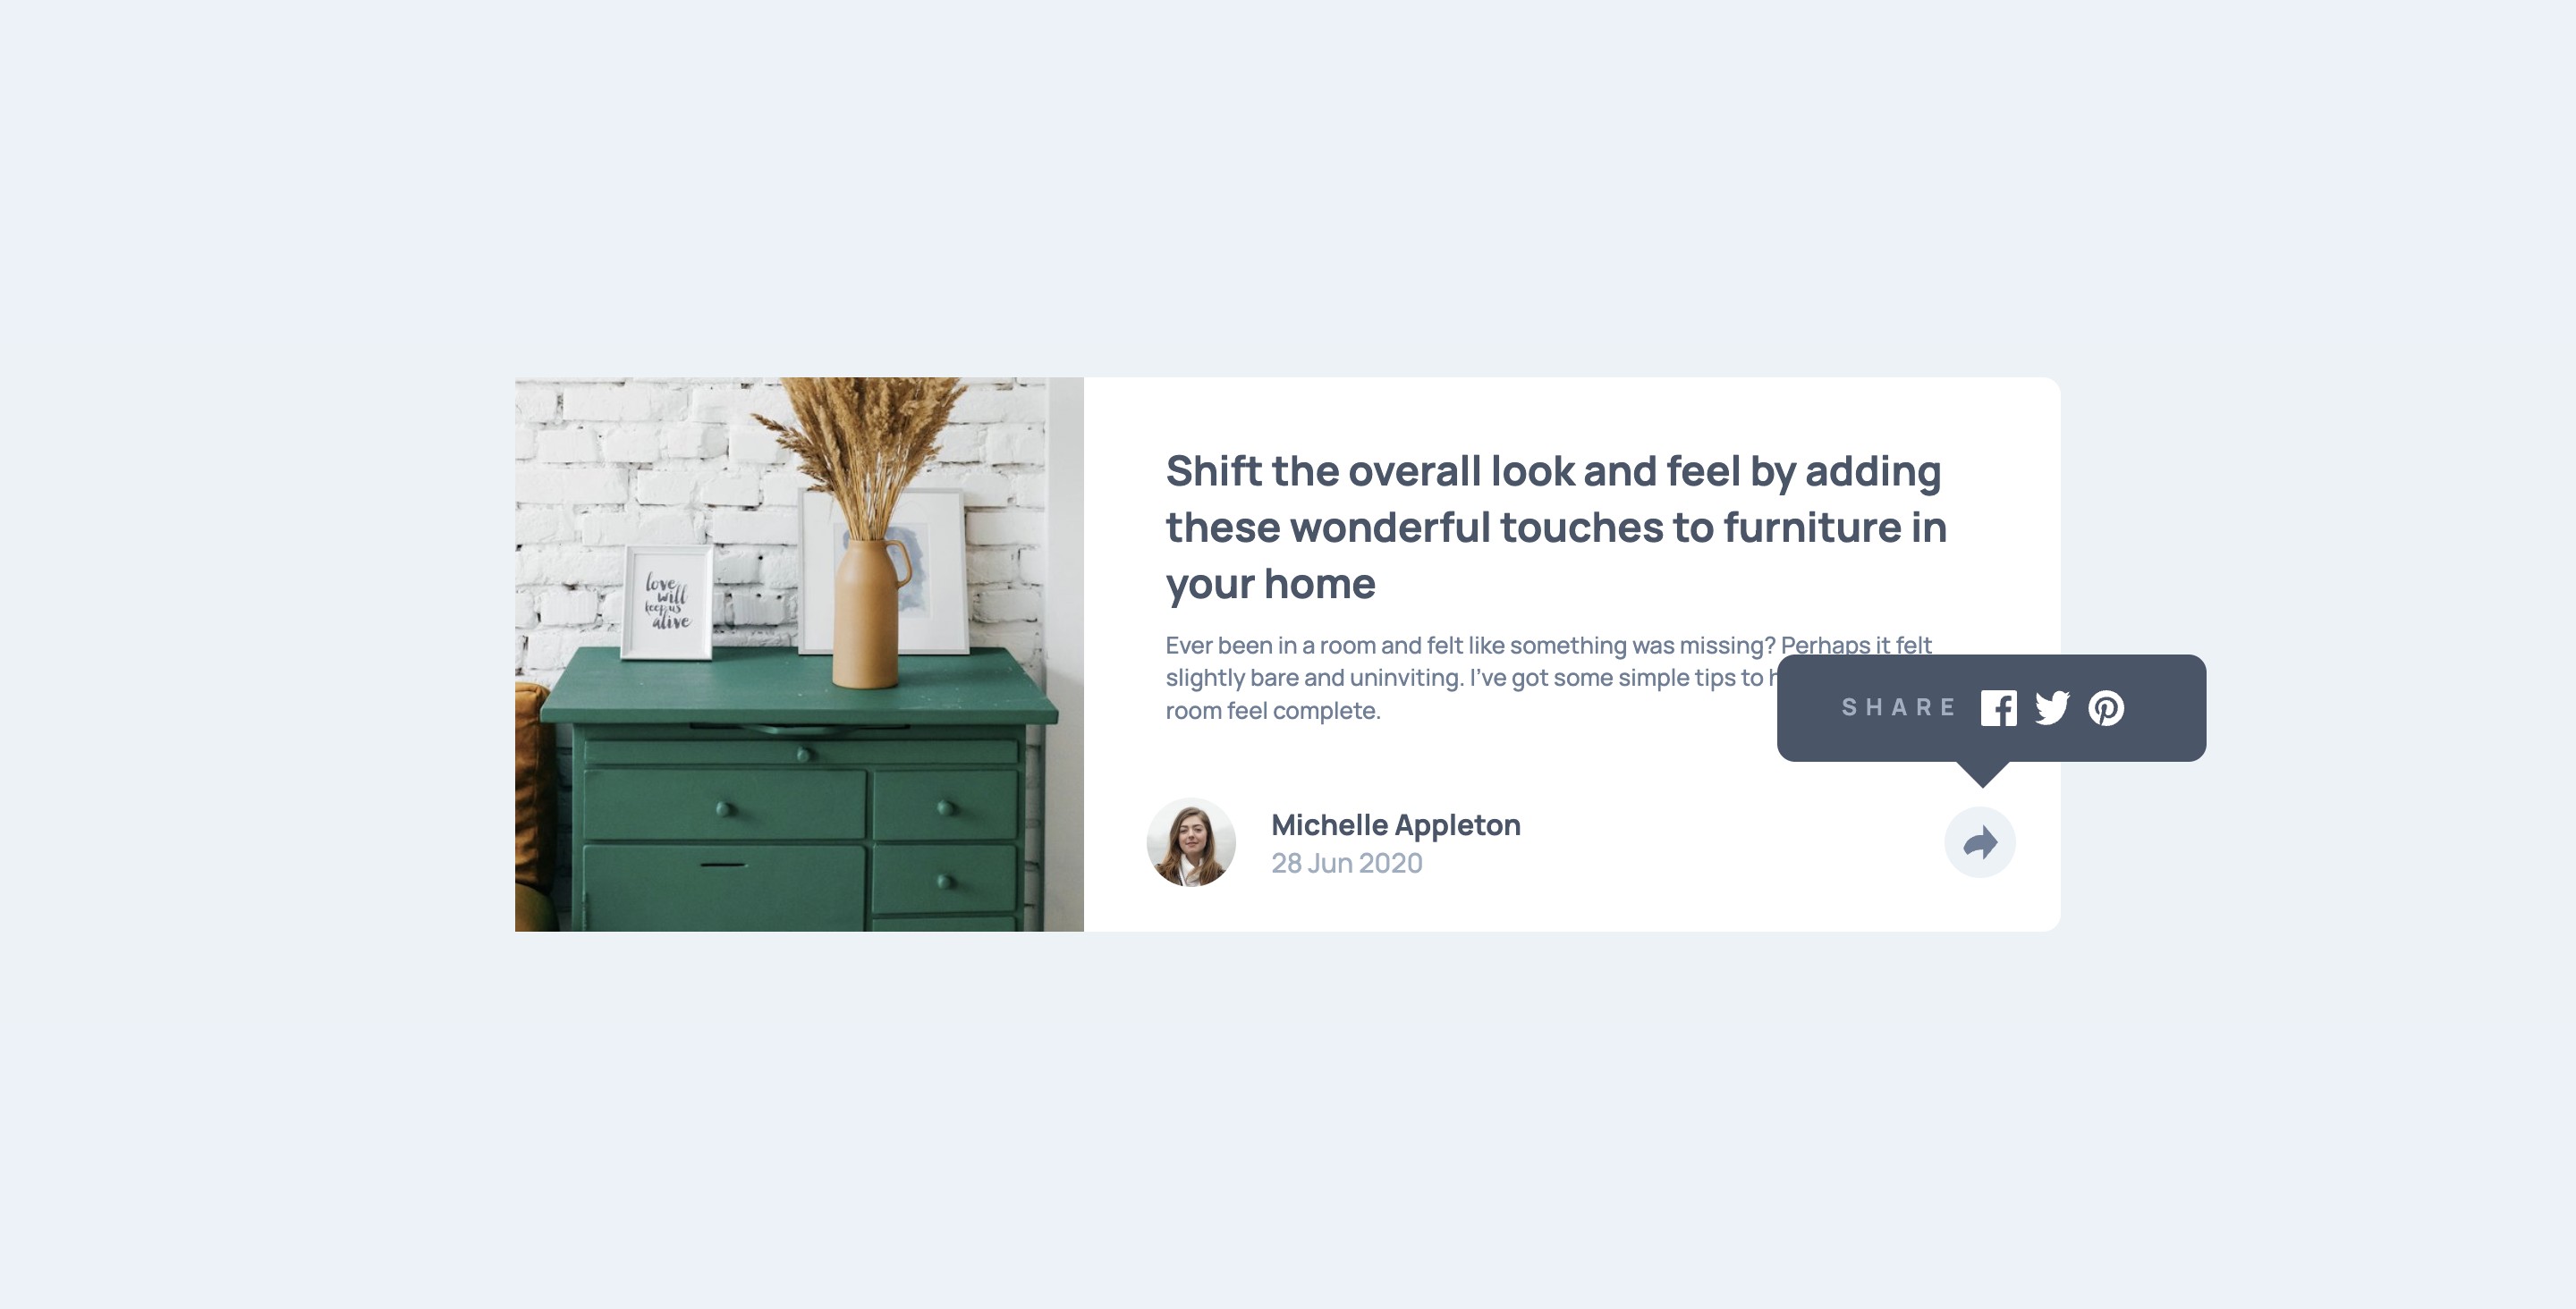 love
will
keep us
alive
Shift the overall look and feel by adding
these wonderful touches to furniture in
your home
Ever been in a room and felt like something was missing? Perhaps it felt
slightly bare and uninviting. I've got some simple tips to
room feel complete.
SHARE
Michelle Appleton
28 Jun 2020